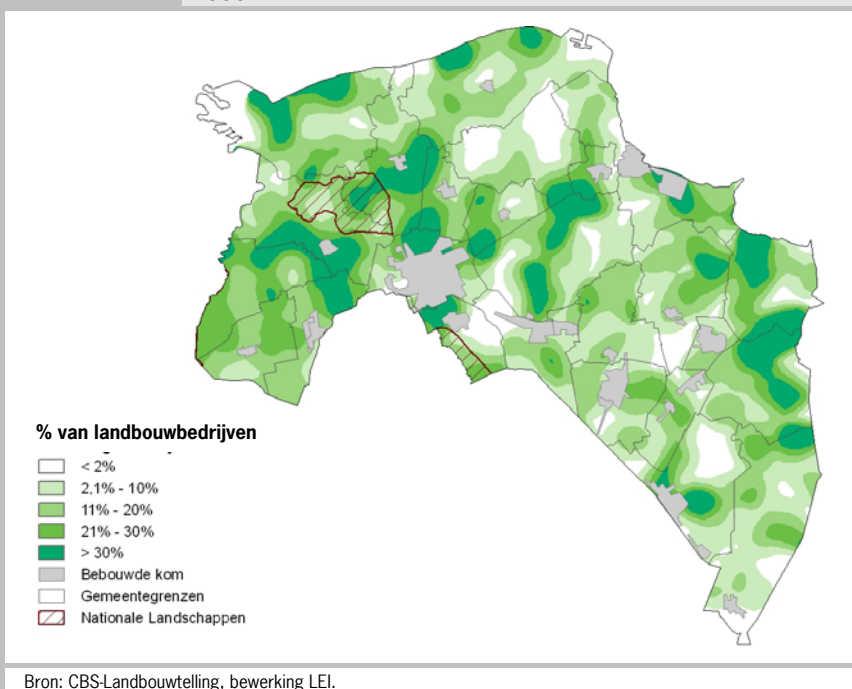 % van landbouwbedrijven
< 2%
2,1% - 10%
11% - 20%
21% - 30%
> 30%
Bebouwde kom
Gemeentegrenzen
Nationale Landschappen
Bron: CBS-Landbouwtelling, bewerking LEI.